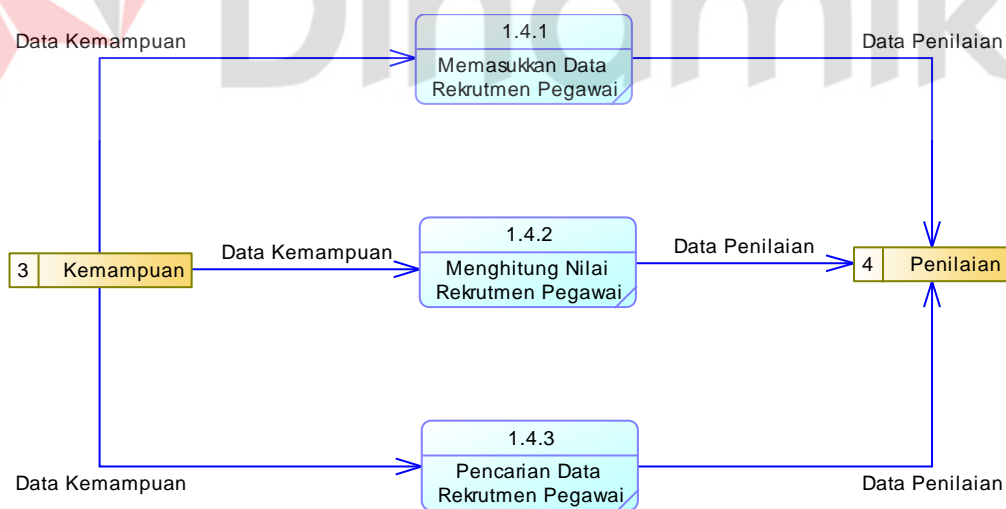 Dinamik
Data Kemampuan
1.4.1
Memasukkan Data
Rekrutmen Pegawai
Data Penilaian
3
Kemampuan
Data Kemampuan
1.4.2
Menghitung Nilai
Rekrutmen Pegawai
Data Penilaian
4
Penilaian
Data Kemampuan
1.4.3
Pencarian Data
Rekrutmen Pegawai
Data Penilaian